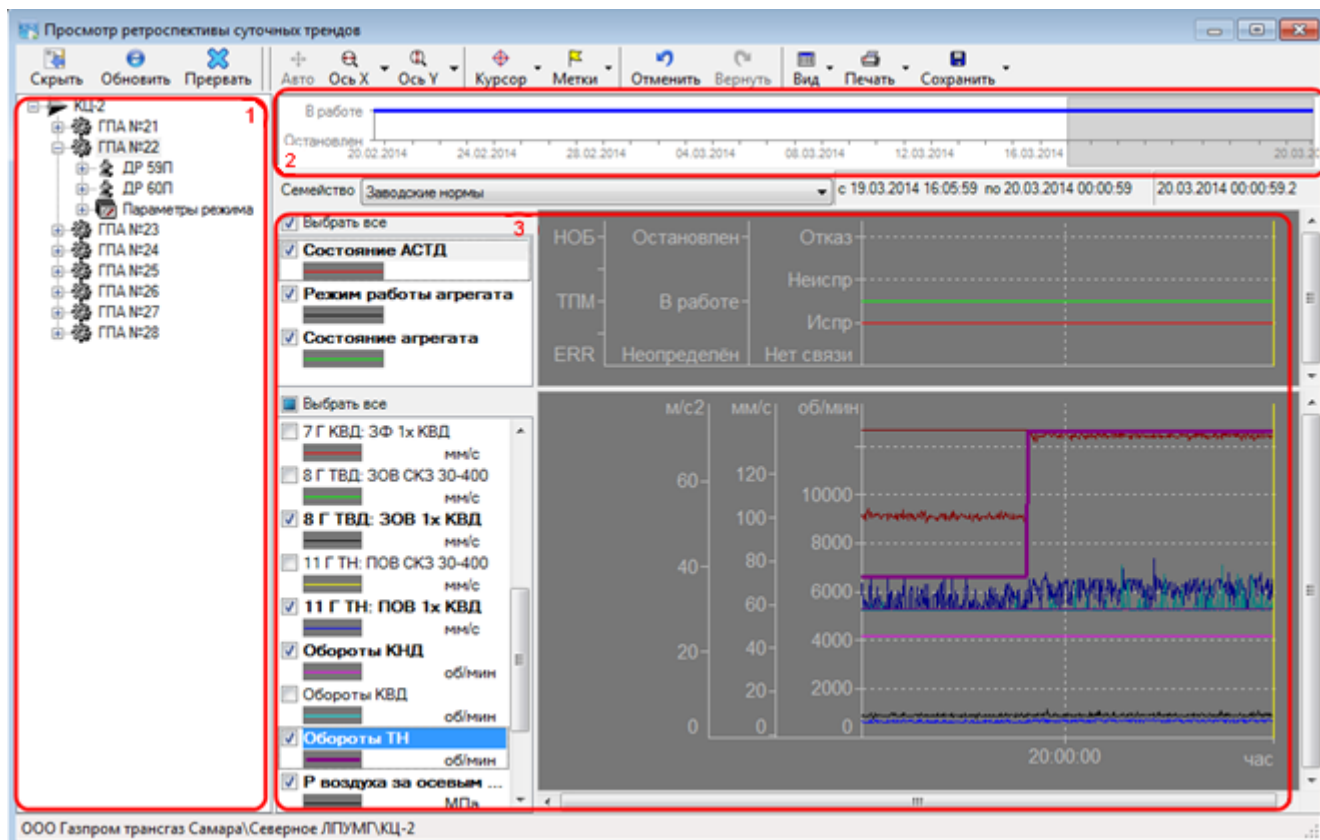 Просмотр ретроспективы суточных трендов
Скрыть Обновить Прервать Авто Ось X Ось Y Курсор Метки Отменить Вернуть Вид Печать Сохранить
КЦ-2
ГПА №21
ГПА №22
ДР 59П
ДР 60П
Параметры режима
ГПА №23
ГПА №24
ГПА №25
ГПА №26
ГПА №27
ГПА №28
1
В работе
Остановлен
2
20.02.2014 24.02.2014 28.02.2014 04.03.2014 08.03.2014 12.03.2014 16.03.2014 20.03.20
Семейство Заводские нормы с 19.03.2014 16:05:59 по 20.03.2014 00:00:59 20.03.2014 00:00:59.2
Выбрать все
3
Состояние АСТД
Режим работы агрегата
Состояние агрегата
НОБ Остановлен Отказ
Неиспр
ТПМ В работе
Испр
ERR Неопределён Нет связи
Выбрать все
7 Г КВД: ЗФ 1х КВД
мм/с
8 Г ТВД: ЗОВ СКЗ 30-400
мм/с
8 Г ТВД: ЗОВ 1х КВД
мм/с
11 Г ТН: ПОВ СКЗ 30-400
мм/с
11 Г ТН: ПОВ 1х КВД
мм/с
Обороты КНД
об/мин
Обороты КВД
об/мин
Обороты ТН
об/мин
Р воздуха за осевым ...
МПа
м/с2 мм/с об/мин
120
60
10000
100
8000
40 80
6000
60
4000
20 40
2000
20
0 0 0
20:00:00 час
ООО Газпром трансгаз Самара\Северное ЛПУМГ\КЦ-2